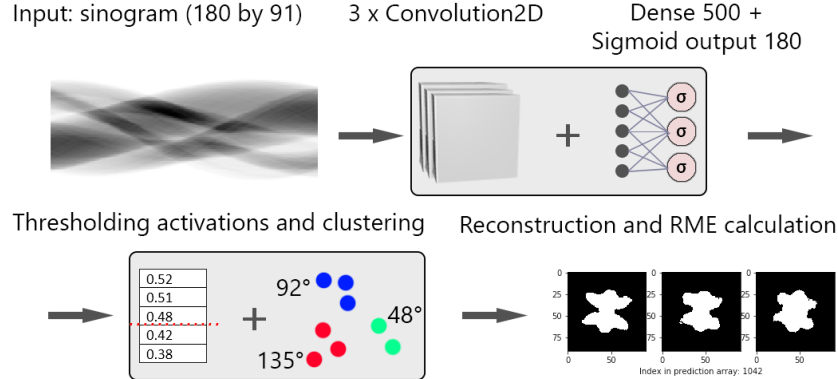 Input: sinogram (180 by 91)
3 x Convolution2D
Dense 500 +
Sigmoid output 180
+
σ
σ
σ
Thresholding activations and clustering
0.52
0.51
0.48
0.42
0.38
+
92°
48°
135°
Reconstruction and RME calculation
0
25
50
75
0
50
0
25
50
75
0
50
0
25
50
75
0
50
Index in prediction array: 1042